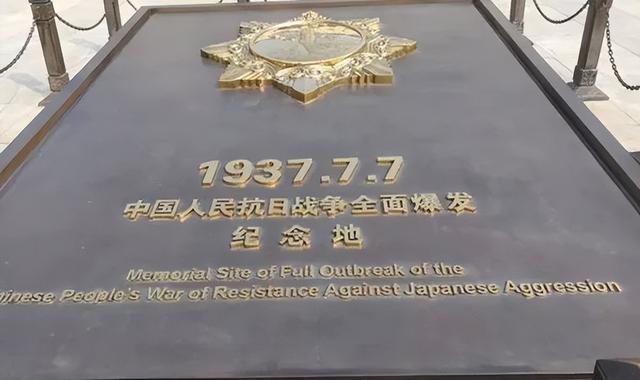 1937.7.7
中国人民抗日战争全面爆发
纪念地
Memorial Site of Full Outbreak of the
hinese People's War of Resistance Against Japanese Aggression